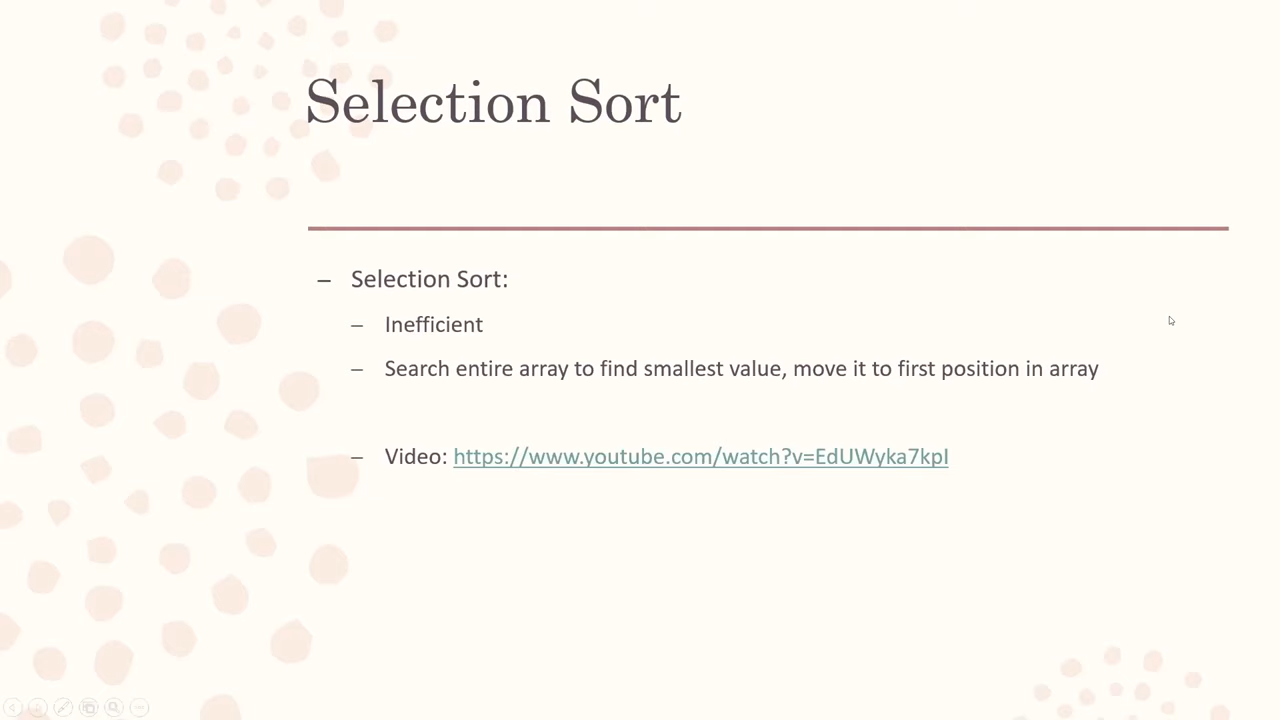 Selection Sort
– Selection Sort:
– Inefficient
– Search entire array to find smallest value, move it to first position in array
– Video: https://www.youtube.com/watch?v=EdUWyka7kpI